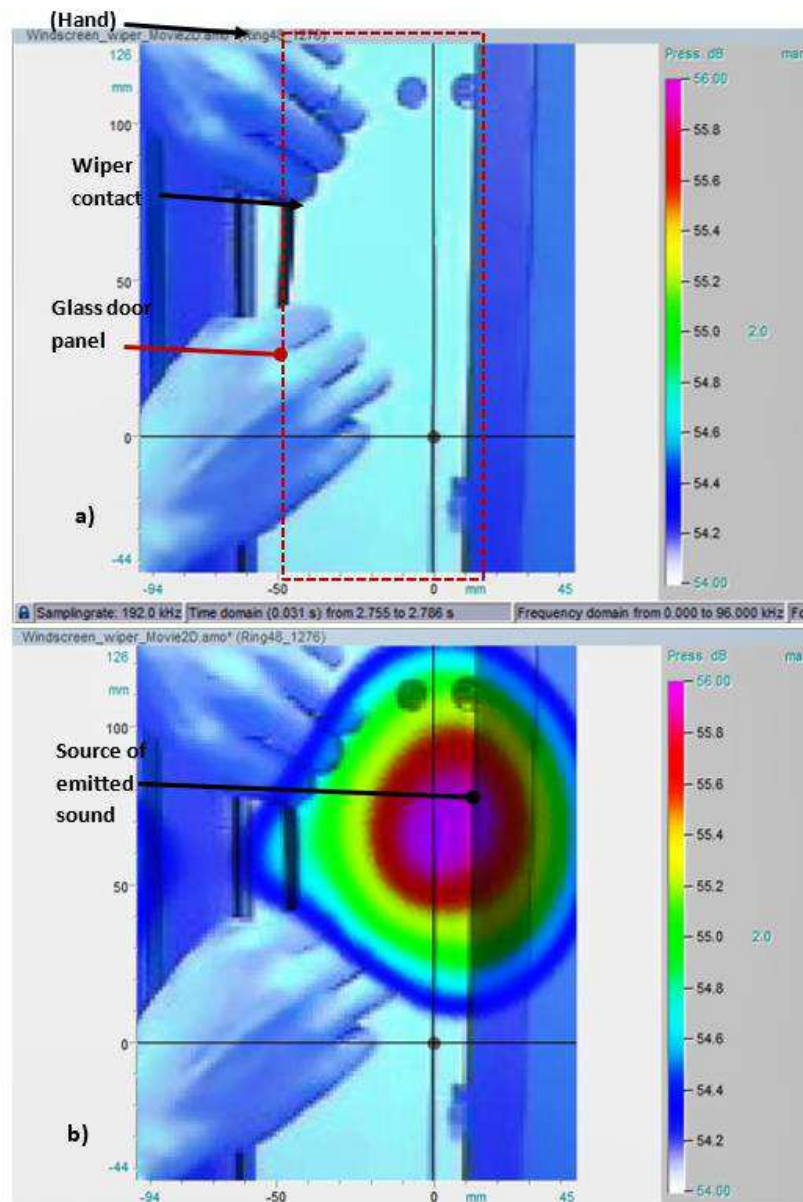 (Hand)
Windscreen_wiper_Movie2D.amo* (Ring48_1276)
126
mm
100
50
0
-44
-94
-50
0
mm
45
Wiper
contact
Glass door
panel
a)
Press. dB
mar
56.00
55.8
55.6
55.4
55.2
55.0
2.0
54.8
54.6
54.4
54.2
54.00
Samplingrate: 192.0 kHz
Time domain (0.031 s) from 2.755 to 2.786 s
Frequency domain from 0.000 to 96.000 kHz
Fo
Windscreen_wiper_Movie2D.amo* (Ring48_1276)
126
mm
100
50
0
-44
-94
-50
0
mm
45
Source of
emitted
sound
b)
Press. dB
mar
56.00
55.8
55.6
55.4
55.2
55.0
2.0
54.8
54.6
54.4
54.2
54.00